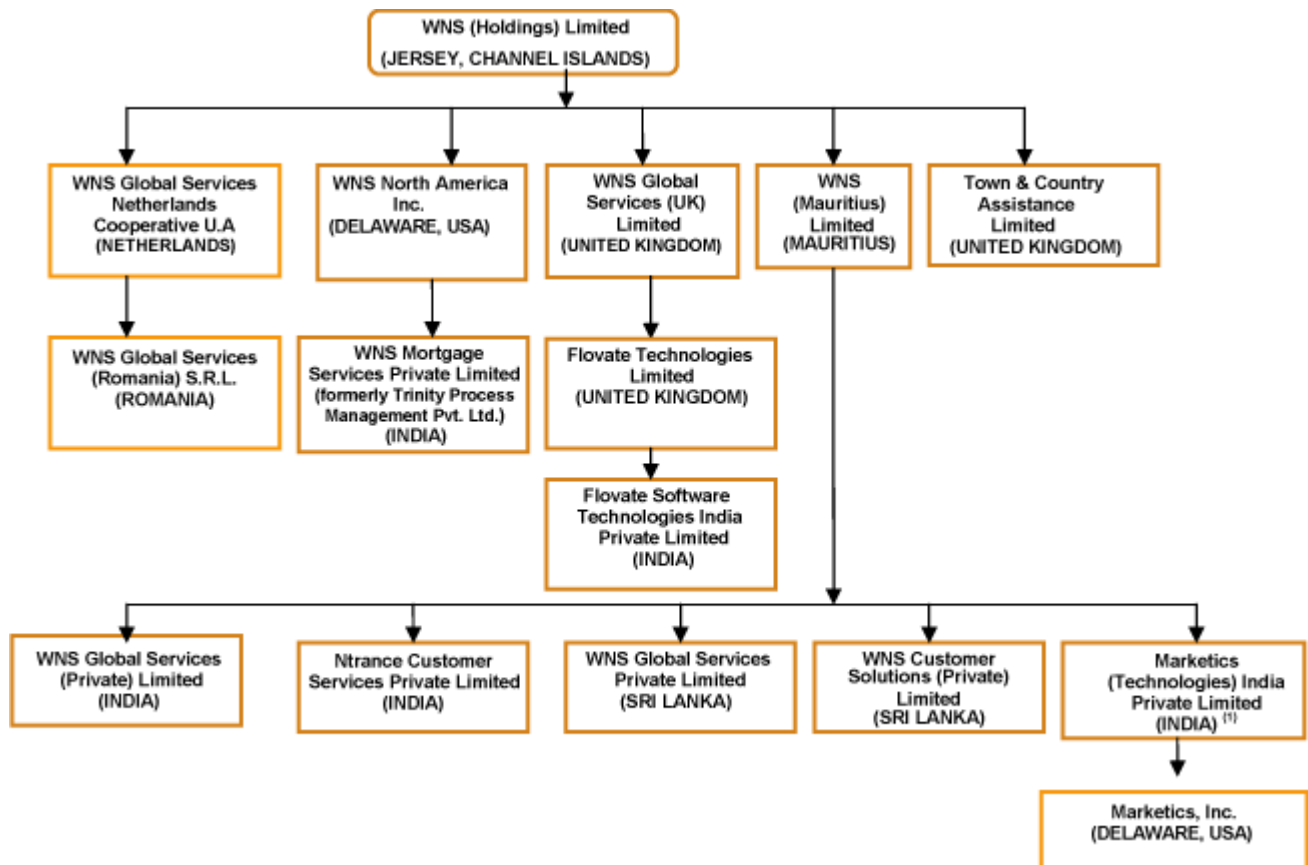 WNS (Holdings) Limited
(JERSEY, CHANNEL ISLANDS)
WNS Global Services
Netherlands
Cooperative U.A
(NETHERLANDS)
WNS North America
Inc.
(DELAWARE, USA)
WNS Global
Services (UK)
Limited
(UNITED KINGDOM)
WNS
(Mauritius)
Limited
(MAURITIUS)
Town & Country
Assistance
Limited
(UNITED KINGDOM)
WNS Global Services
(Romania) S.R.L.
(ROMANIA)
WNS Mortgage
Services Private Limited
(formerly Trinity Process
Management Pvt. Ltd.)
(INDIA)
Flovate Technologies
Limited
(UNITED KINGDOM)
Flovate Software
Technologies India
Private Limited
(INDIA)
WNS Global Services
(Private) Limited
(INDIA)
Ntrance Customer
Services Private Limited
(INDIA)
WNS Global Services
Private Limited
(SRI LANKA)
WNS Customer
Solutions (Private)
Limited
(SRI LANKA)
Marketics
(Technologies) India
Private Limited
(INDIA) (1)
Marketics, Inc.
(DELAWARE, USA)